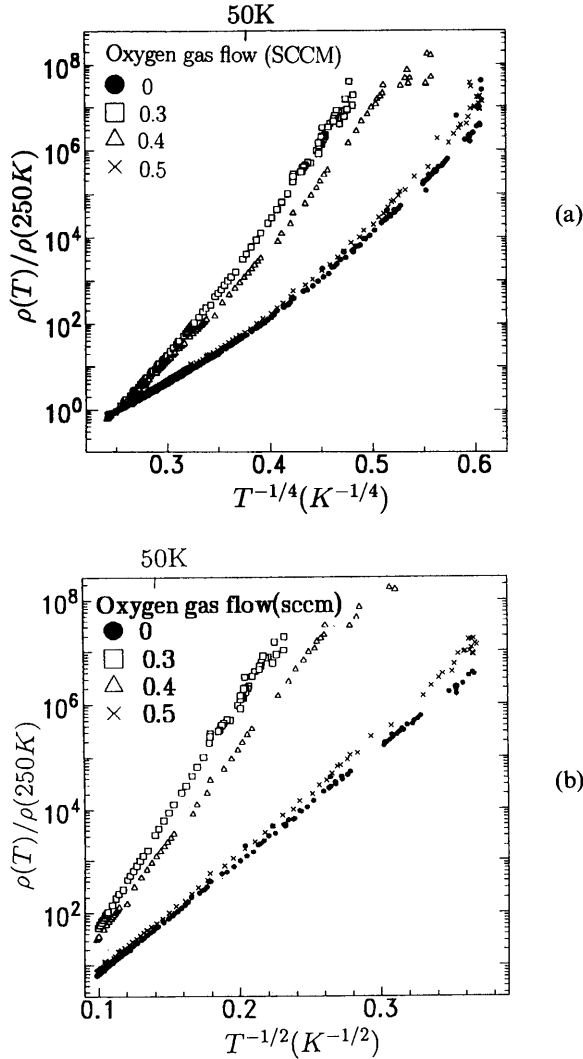 50K
Oxygen gas flow (SCCM)
0
0.3
0.4
0.5
10^8
10^6
10^4
10^2
10^0
ρ(T)/ρ(250K)
0.3 0.4 0.5 0.6
T^{-1/4}(K^{-1/4})
(a)
50K
Oxygen gas flow(sccm)
0
0.3
0.4
0.5
10^8
10^6
10^4
10^2
ρ(T)/ρ(250K)
0.1 0.2 0.3
T^{-1/2}(K^{-1/2})
(b)